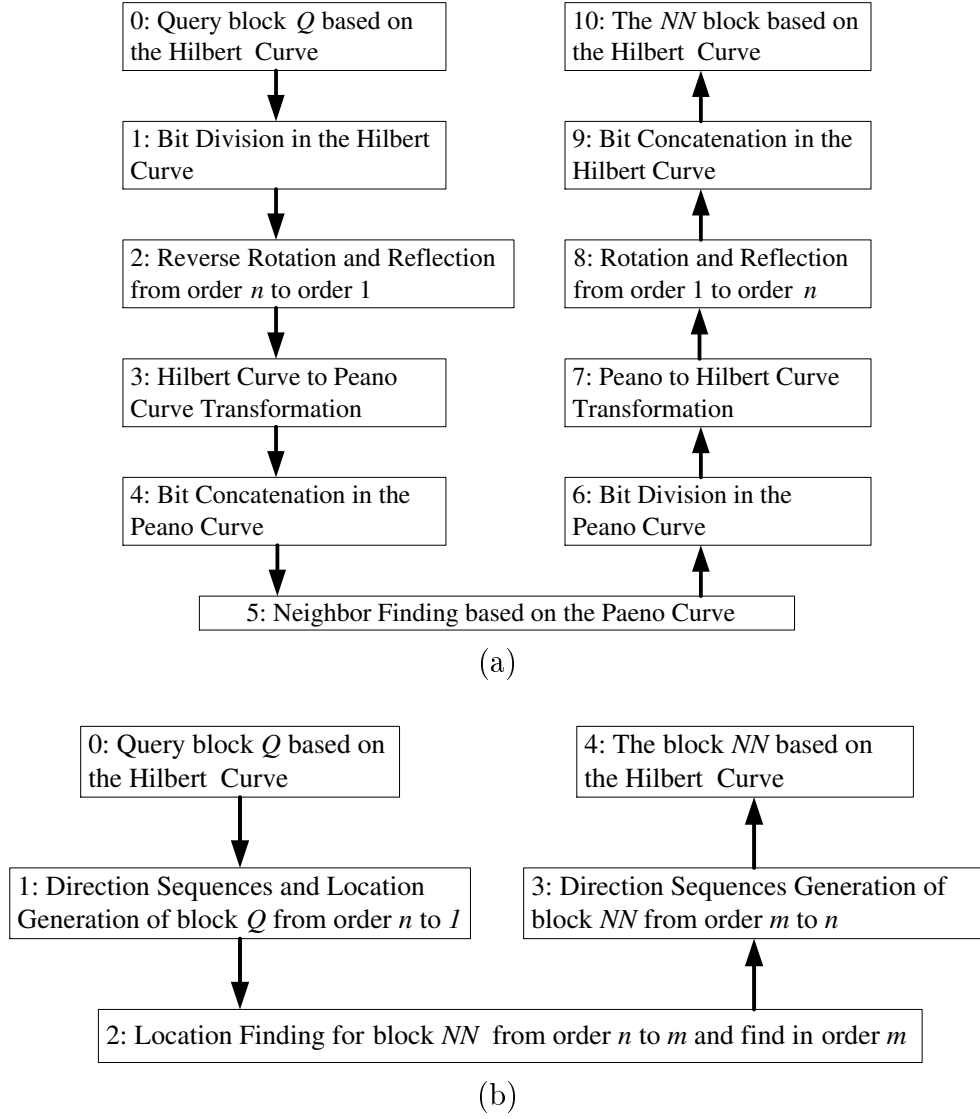 0: Query block Q based on
the Hilbert Curve
1: Bit Division in the Hilbert
Curve
2: Reverse Rotation and Reflection
from order n to order 1
3: Hilbert Curve to Peano
Curve Transformation
4: Bit Concatenation in the
Peano Curve
5: Neighbor Finding based on the Paeno Curve
6: Bit Division in the
Peano Curve
7: Peano to Hilbert Curve
Transformation
8: Rotation and Reflection
from order 1 to order n
9: Bit Concatenation in the
Hilbert Curve
10: The NN block based on
the Hilbert Curve
(a)
0: Query block Q based on
the Hilbert Curve
1: Direction Sequences and Location
Generation of block Q from order n to 1
2: Location Finding for block NN from order n to m and find in order m
3: Direction Sequences Generation of
block NN from order m to n
4: The block NN based on
the Hilbert Curve
(b)